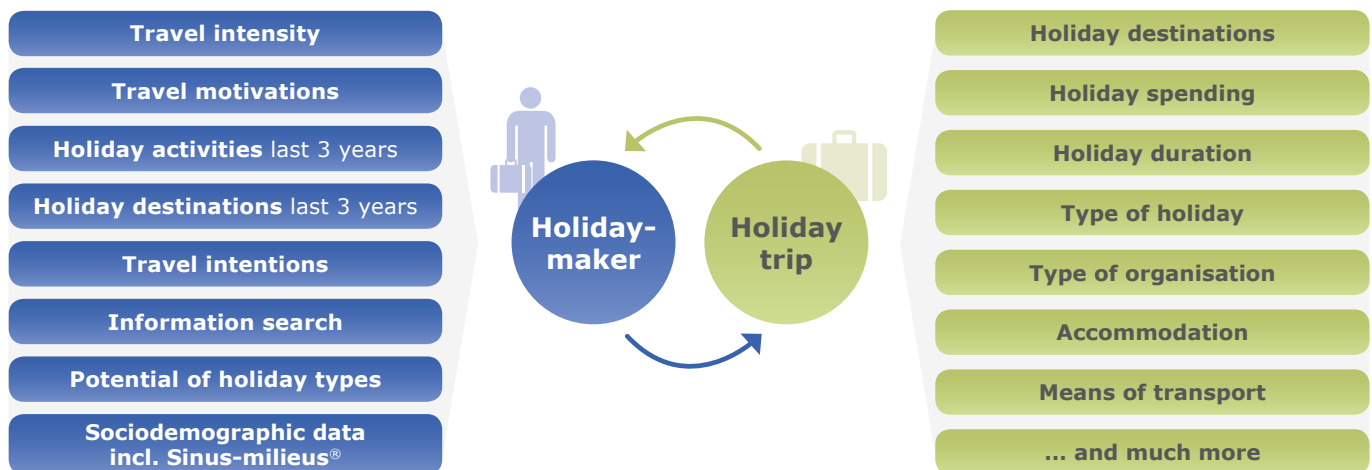 Travel intensity
Travel motivations
Holiday activities last 3 years
Holiday destinations last 3 years
Travel intentions
Information search
Potential of holiday types
Sociodemographic data
incl. Sinus-milieus®
Holiday-
maker
Holiday
trip
Holiday destinations
Holiday spending
Holiday duration
Type of holiday
Type of organisation
Accommodation
Means of transport
... and much more